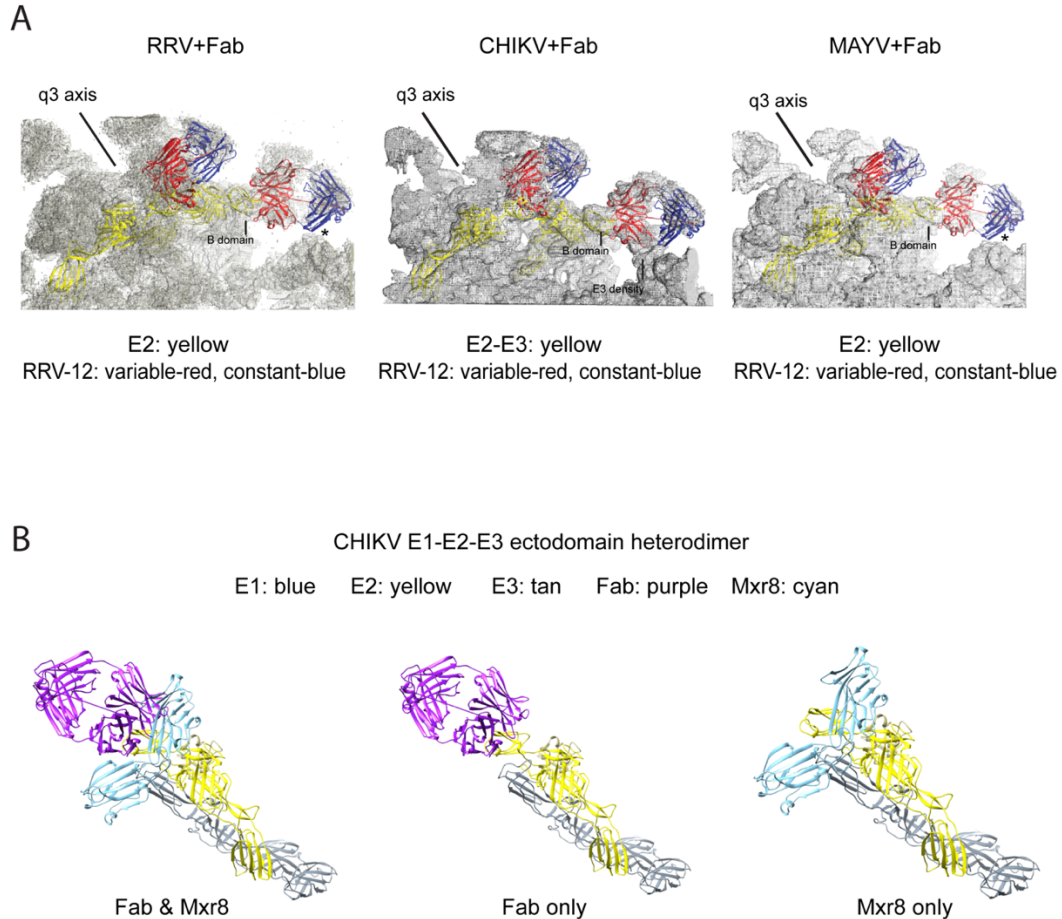 A
RRV+Fab
CHIKV+Fab
MAYV+Fab
q3 axis
q3 axis
q3 axis
B domain
*
B domain
E3 density
B domain
*
E2: yellow
RRV-12: variable-red, constant-blue
E2-E3: yellow
RRV-12: variable-red, constant-blue
E2: yellow
RRV-12: variable-red, constant-blue
B
CHIKV E1-E2-E3 ectodomain heterodimer
E1: blue E2: yellow E3: tan Fab: purple Mxr8: cyan
Fab & Mxr8
Fab only
Mxr8 only